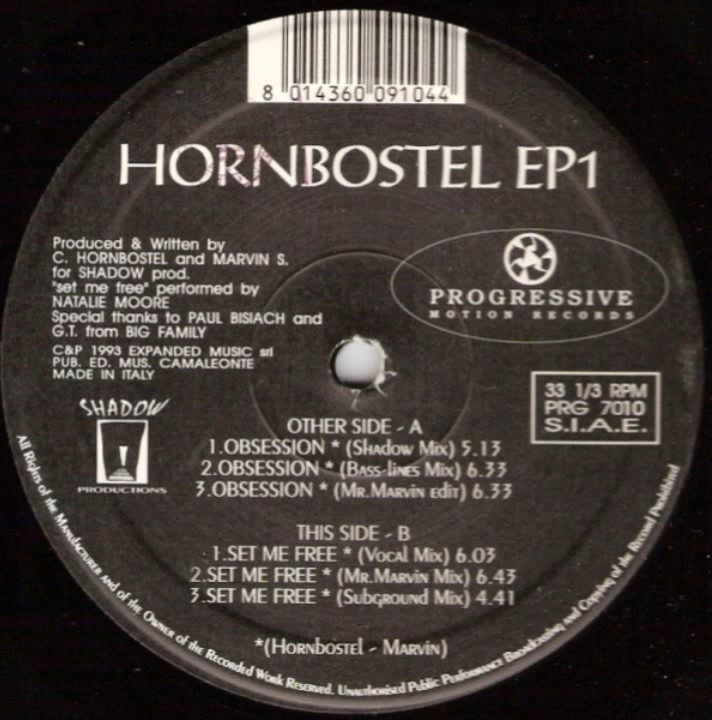 8 014360 091044
HORNBOSTEL EP1
Produced & Written by
C. HORNBOSTEL and MARVIN S.
for SHADOW prod.
"set me free" performed by
NATALIE MOORE
Special thanks to PAUL BISIACH and
G.T. from BIG FAMILY
C&P 1993 EXPANDED MUSIC srl
PUB. ED. MUS. CAMALEONTE
MADE IN ITALY
PROGRESSIVE
MOTION RECORDS
33 1/3 RPM
PRG 7010
S.I.A.E.
SHADOW
PRODUCTIONS
OTHER SIDE - A
1.OBSESSION * (Shadow Mix) 5.13
2.OBSESSION * (Bass-lines Mix) 6.33
3.OBSESSION * (Mr.Marvin edit) 6.33
THIS SIDE - B
1.SET ME FREE * (Vocal Mix) 6.03
2.SET ME FREE * (Mr.Marvin Mix) 6.43
3.SET ME FREE * (Subground Mix) 4.41
*(Hornbostel - Marvin)
All Rights of the Manufacturer and of the Owner of the Recorded Work Reserved. Unauthorised Public Performance Broadcasting and Copying of the Record Prohibited